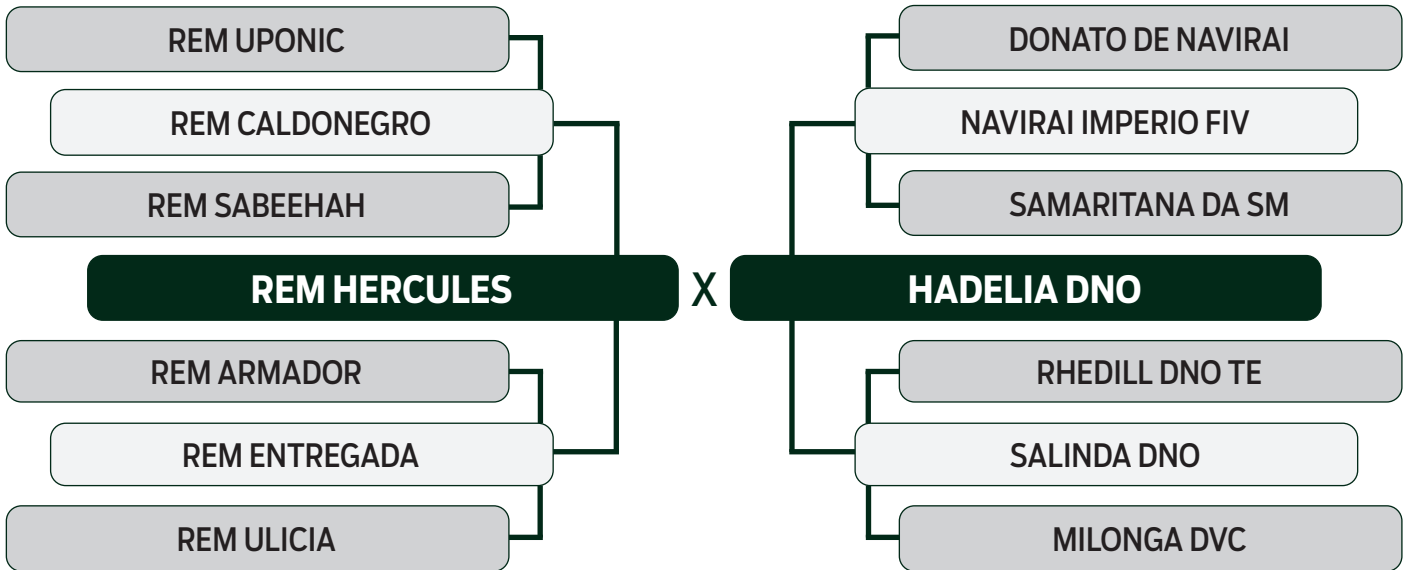 REM UPONIC
DONATO DE NAVIRAI
REM CALDONEGRO
NAVIRAI IMPERIO FIV
REM SABEEHAH
SAMARITANA DA SM
REM HERCULES X HADELIA DNO
REM ARMADOR
RHEDILL DNO TE
REM ENTREGADA
SALINDA DNO
REM ULICIA
MILONGA DVC